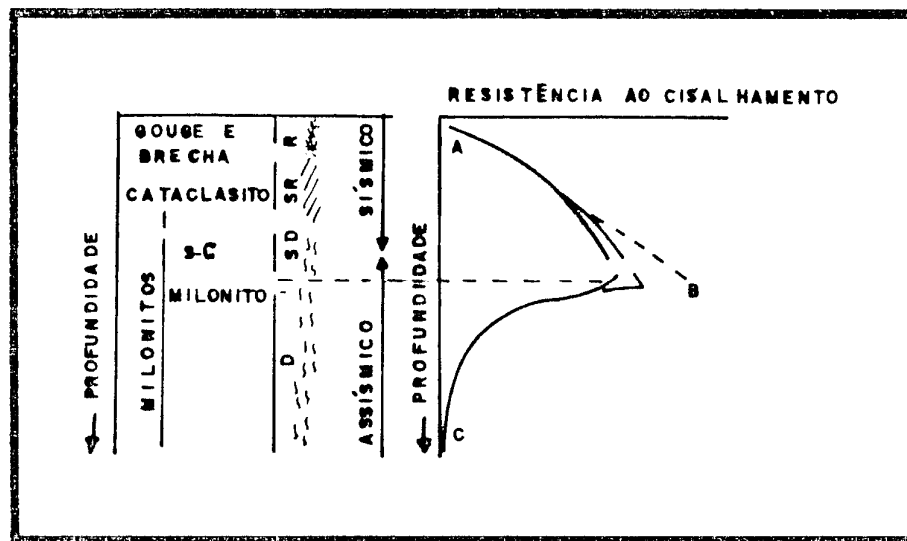 RESISTÊNCIA AO CISALHAMENTO
GOUGE E
BRECHA
CATACLASITO
S-C
MILONITO
MILONITOS
← PROFUNDIDADE
R
SR
SD
D
SÍSMICO
ASSÍSMICO
← PROFUNDIDADE
A
B
C